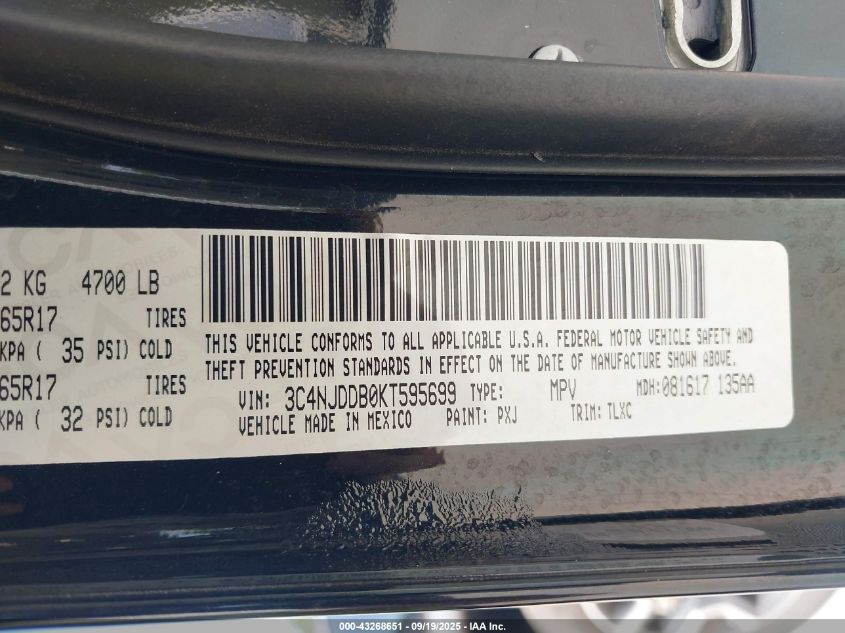 2 KG 4700 LB
65R17 TIRES
KPA ( 35 PSI) COLD
65R17 TIRES
KPA ( 32 PSI) COLD
THIS VEHICLE CONFORMS TO ALL APPLICABLE U.S.A. FEDERAL MOTOR VEHICLE SAFETY AND
THEFT PREVENTION STANDARDS IN EFFECT ON THE DATE OF MANUFACTURE SHOWN ABOVE.
VIN: 3C4NJDDB0KT595699 TYPE: MPV MDH: 081617 135AA
VEHICLE MADE IN MEXICO PAINT: PXJ TRIM: TLXC
000-43268651 - 09/19/2025 - IAA Inc.